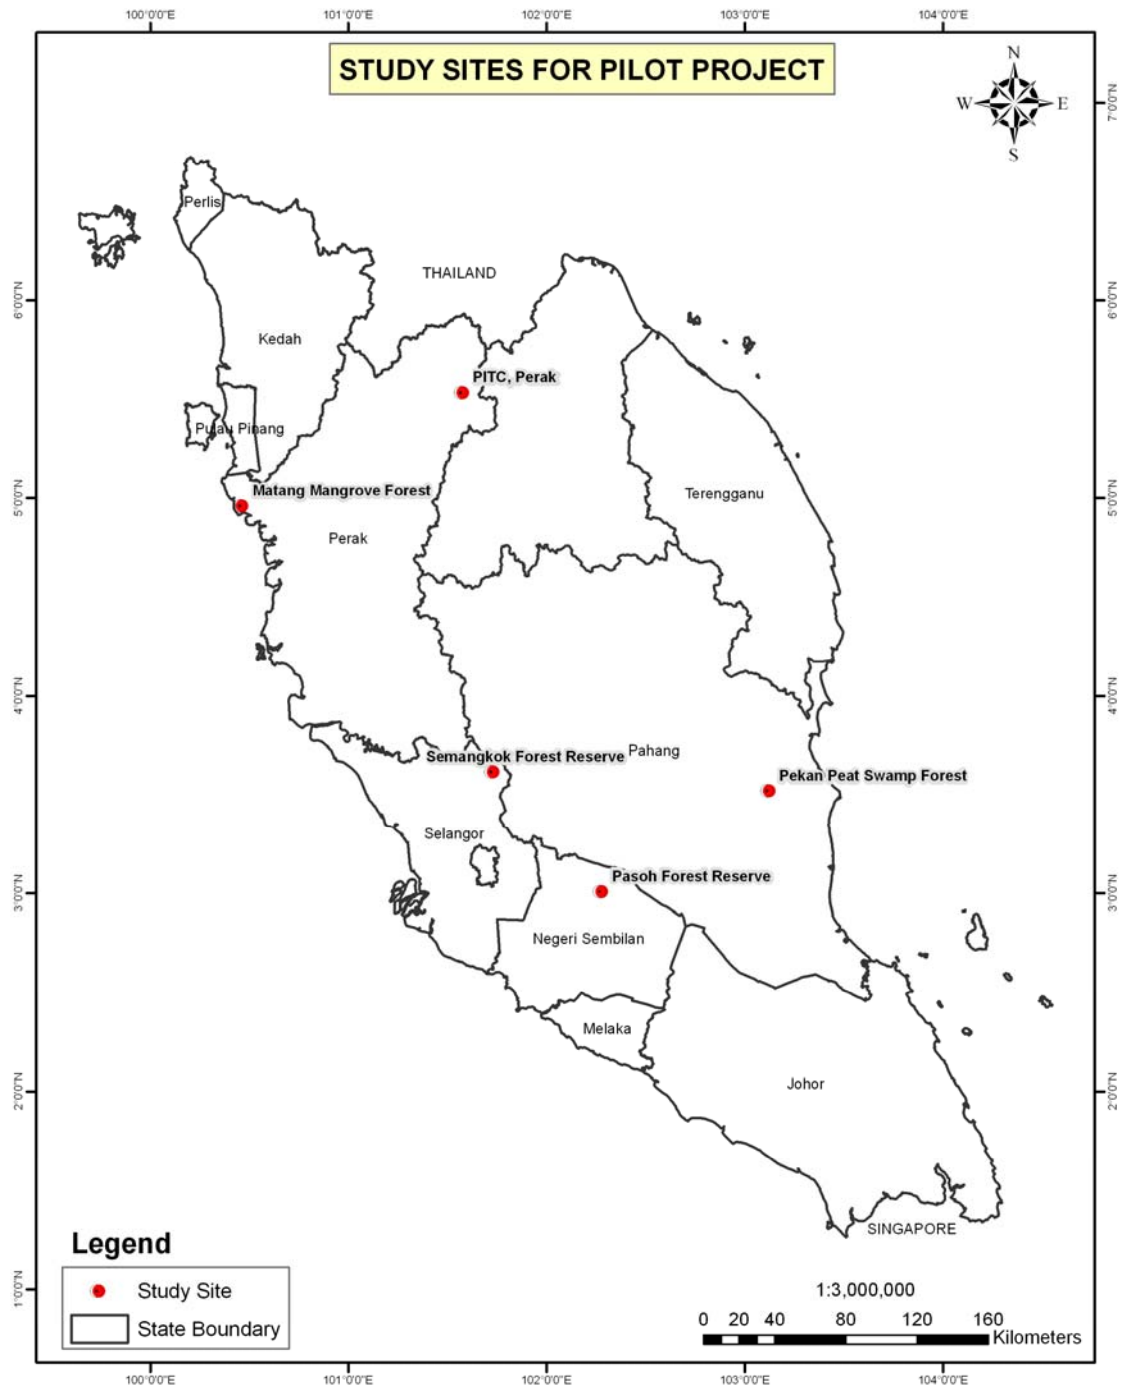 100°0'0"E 101°0'0"E 102°0'0"E 103°0'0"E 104°0'0"E
STUDY SITES FOR PILOT PROJECT
N
W E
S
7°0'0"N
7°0'0"N
Perlis
THAILAND
6°0'0"N
6°0'0"N
Kedah
PITC, Perak
Pulau Pinang
Matang Mangrove Forest
Terengganu
5°0'0"N
5°0'0"N
Perak
4°0'0"N
4°0'0"N
Semangkok Forest Reserve
Pahang
Pekan Peat Swamp Forest
Selangor
Pasoh Forest Reserve
3°0'0"N
3°0'0"N
Negeri Sembilan
Melaka
2°0'0"N
2°0'0"N
Johor
SINGAPORE
Legend
Study Site
State Boundary
1°0'0"N
1:3,000,000
0 20 40 80 120 160
Kilometers
100°0'0"E 101°0'0"E 102°0'0"E 103°0'0"E 104°0'0"E